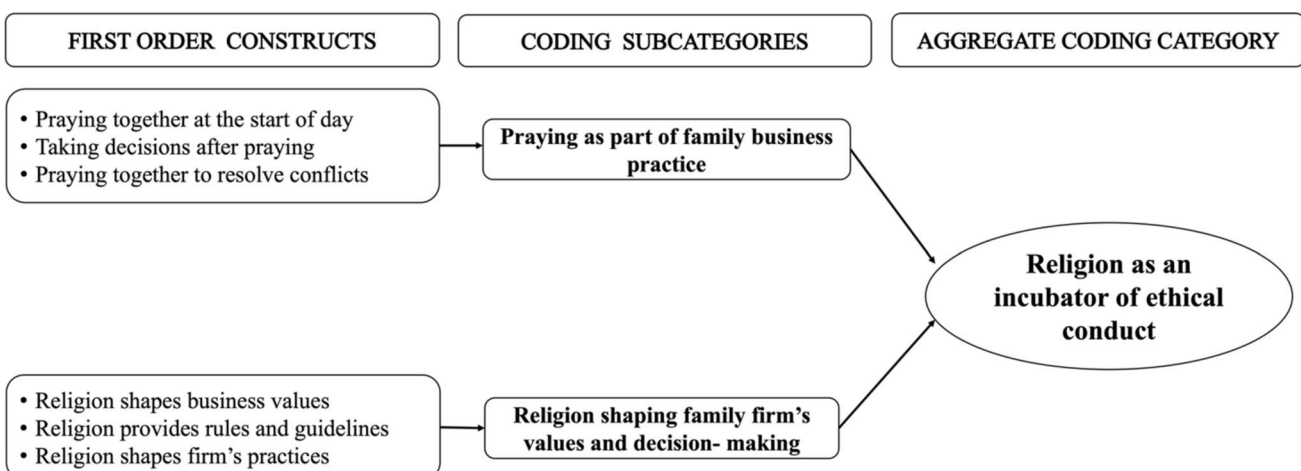 FIRST ORDER CONSTRUCTS
CODING SUBCATEGORIES
AGGREGATE CODING CATEGORY
• Praying together at the start of day
• Taking decisions after praying
• Praying together to resolve conflicts
Praying as part of family business
practice
Religion as an
incubator of ethical
conduct
• Religion shapes business values
• Religion provides rules and guidelines
• Religion shapes firm’s practices
Religion shaping family firm’s
values and decision- making